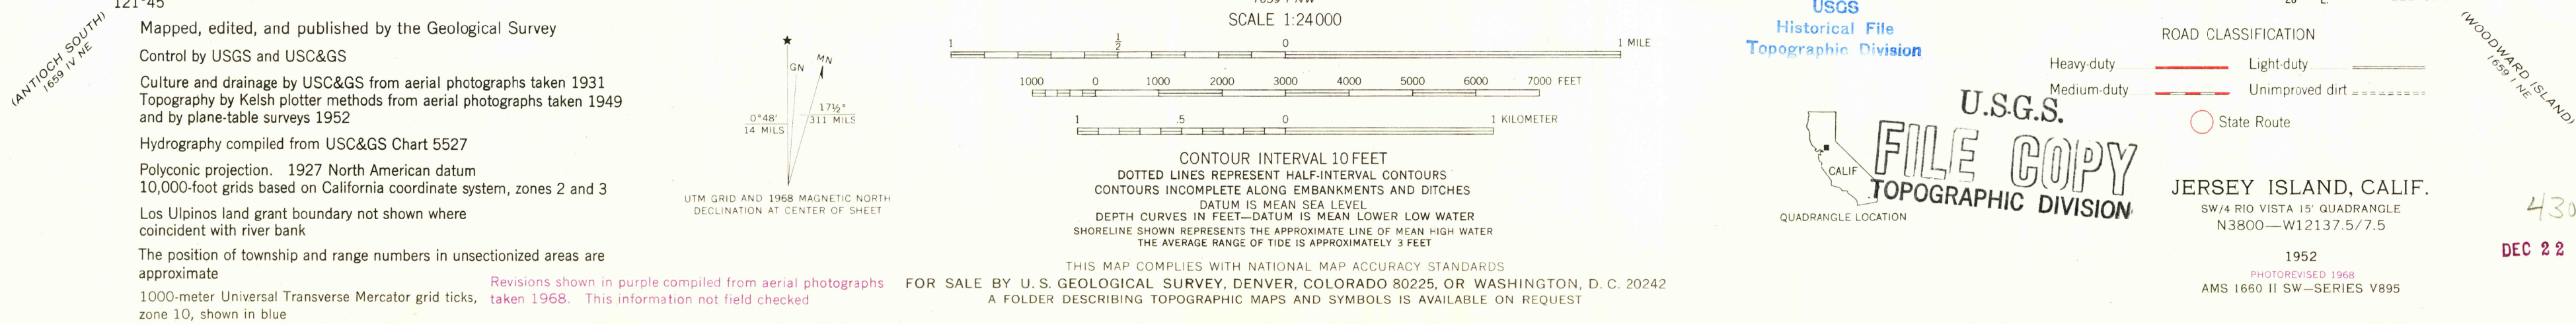 121°45'
(ANTIOCH SOUTH)
1659 IV NE
Mapped, edited, and published by the Geological Survey
Control by USGS and USC&GS
Culture and drainage by USC&GS from aerial photographs taken 1931
Topography by Kelsh plotter methods from aerial photographs taken 1949
and by plane-table surveys 1952
Hydrography compiled from USC&GS Chart 5527
Polyconic projection. 1927 North American datum
10,000-foot grids based on California coordinate system, zones 2 and 3
Los Ulpinos land grant boundary not shown where
coincident with river bank
The position of township and range numbers in unsectionized areas are
approximate
1000-meter Universal Transverse Mercator grid ticks,
zone 10, shown in blue
Revisions shown in purple compiled from aerial photographs
taken 1968. This information not field checked
GN
MN
0°48'
14 MILS
17½°
311 MILS
UTM GRID AND 1968 MAGNETIC NORTH
DECLINATION AT CENTER OF SHEET
SCALE 1:24000
1 ½ 0 1 MILE
1000 0 1000 2000 3000 4000 5000 6000 7000 FEET
1 .5 0 1 KILOMETER
CONTOUR INTERVAL 10 FEET
DOTTED LINES REPRESENT HALF-INTERVAL CONTOURS
CONTOURS INCOMPLETE ALONG EMBANKMENTS AND DITCHES
DATUM IS MEAN SEA LEVEL
DEPTH CURVES IN FEET—DATUM IS MEAN LOWER LOW WATER
SHORELINE SHOWN REPRESENTS THE APPROXIMATE LINE OF MEAN HIGH WATER
THE AVERAGE RANGE OF TIDE IS APPROXIMATELY 3 FEET
THIS MAP COMPLIES WITH NATIONAL MAP ACCURACY STANDARDS
FOR SALE BY U. S. GEOLOGICAL SURVEY, DENVER, COLORADO 80225, OR WASHINGTON, D. C. 20242
A FOLDER DESCRIBING TOPOGRAPHIC MAPS AND SYMBOLS IS AVAILABLE ON REQUEST
USGS
Historical File
Topographic Division
CALIF
QUADRANGLE LOCATION
U.S.G.S.
FILE COPY
TOPOGRAPHIC DIVISION
ROAD CLASSIFICATION
Heavy-duty Light-duty
Medium-duty Unimproved dirt
State Route
(WOODWARD ISLAND)
1659 I NE
JERSEY ISLAND, CALIF.
SW/4 RIO VISTA 15' QUADRANGLE
N3800—W12137.5/7.5
1952
PHOTOREVISED 1968
AMS 1660 II SW—SERIES V895
430
DEC 22